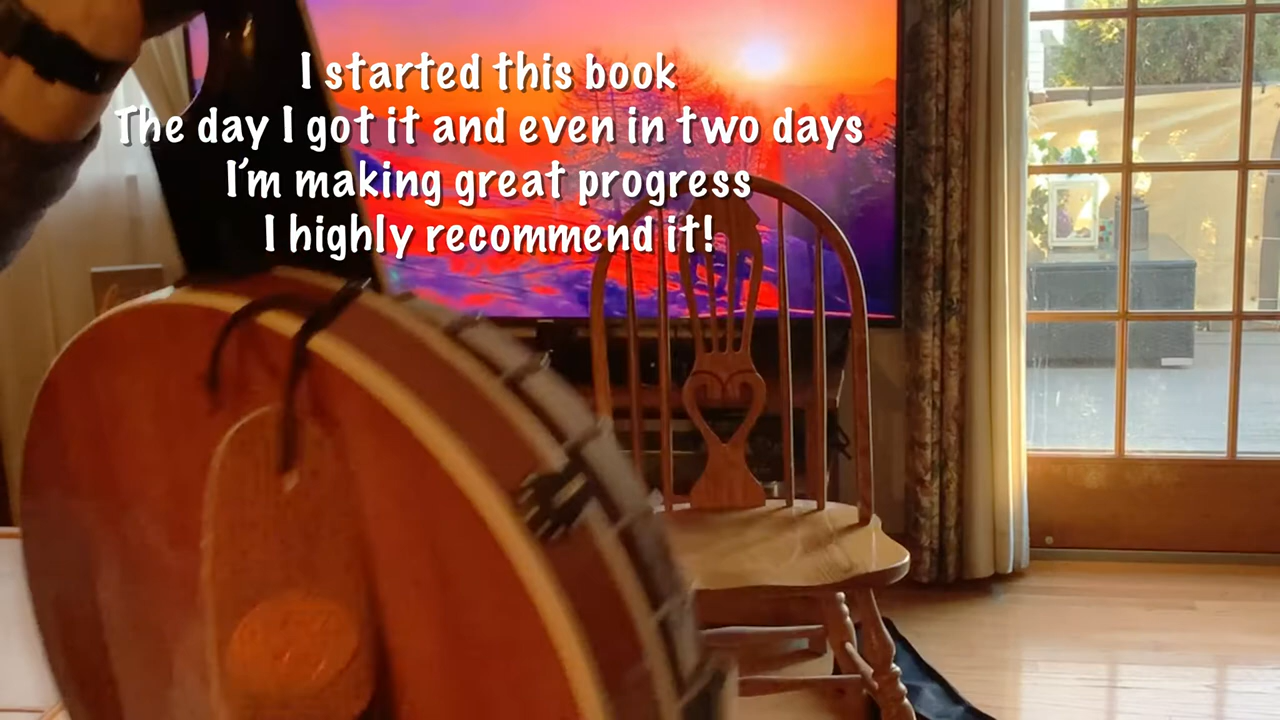 I started this book
The day I got it and even in two days
I'm making great progress
I highly recommend it!